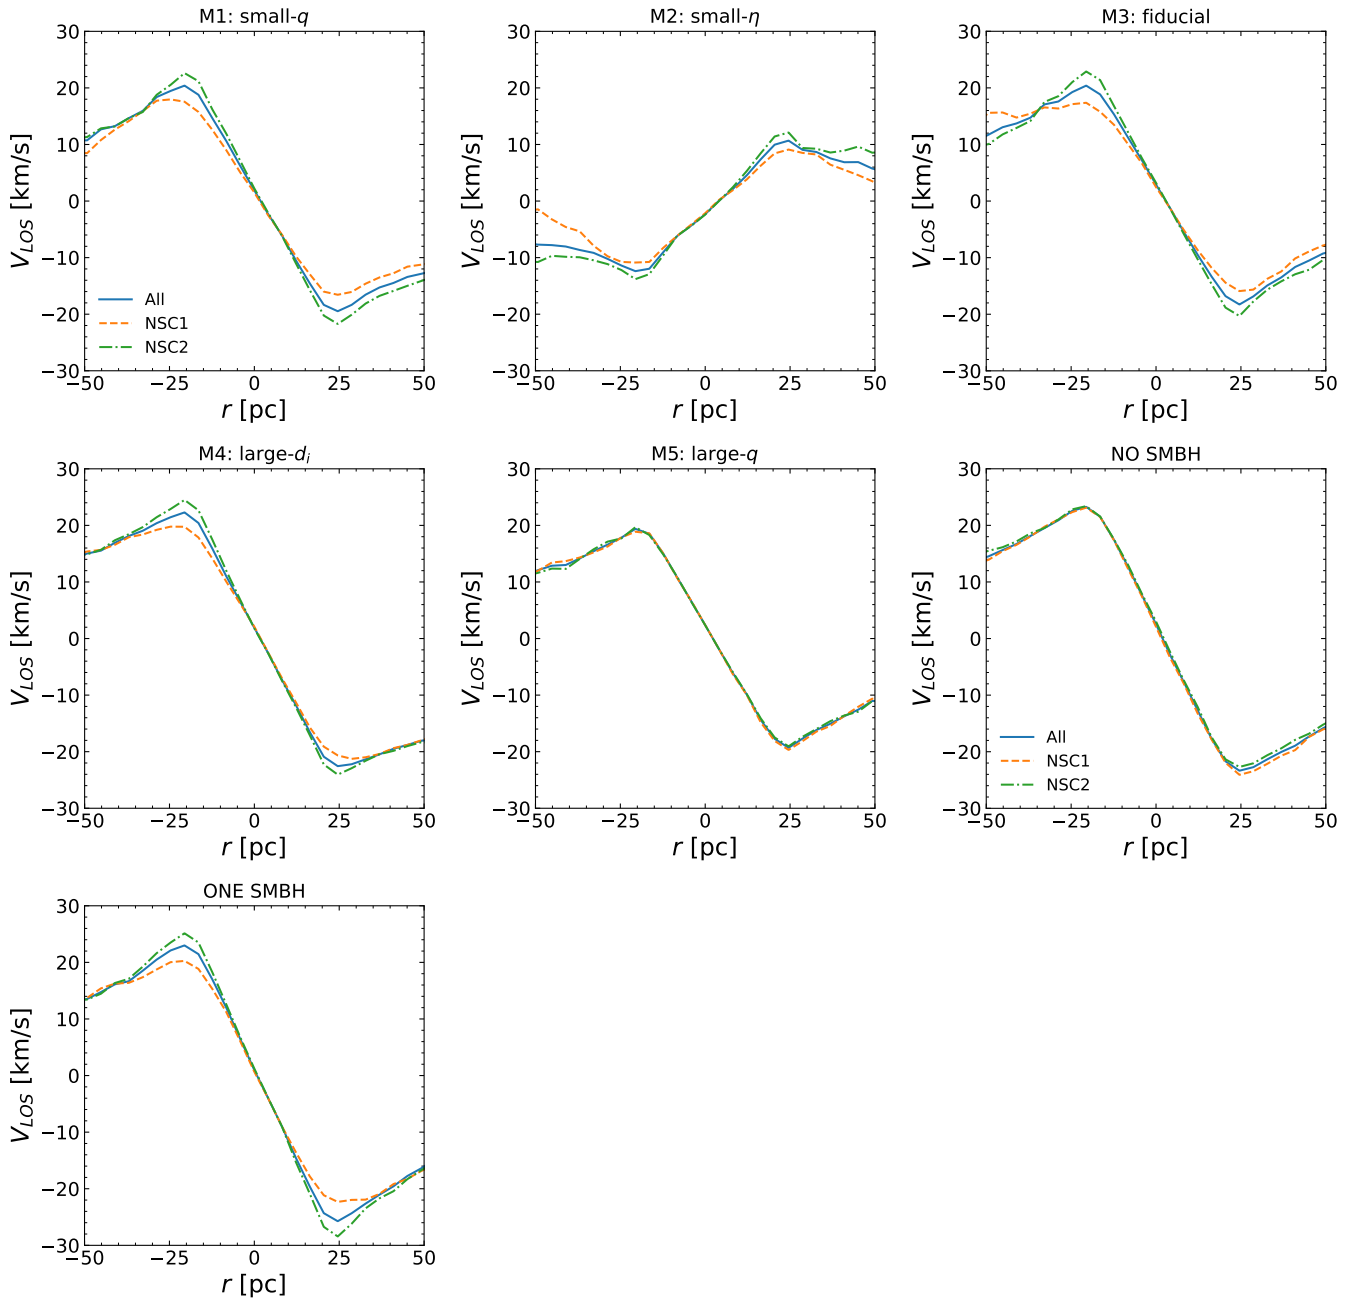 M1: small-q
30
20
10
0
−10
−20
−30
V_LOS [km/s]
All
NSC1
NSC2
−50 −25 0 25 50
r [pc]
M2: small-η
30
20
10
0
−10
−20
−30
V_LOS [km/s]
−50 −25 0 25 50
r [pc]
M3: fiducial
30
20
10
0
−10
−20
−30
V_LOS [km/s]
−50 −25 0 25 50
r [pc]
M4: large-d_i
30
20
10
0
−10
−20
−30
V_LOS [km/s]
−50 −25 0 25 50
r [pc]
M5: large-q
30
20
10
0
−10
−20
−30
V_LOS [km/s]
−50 −25 0 25 50
r [pc]
NO SMBH
30
20
10
0
−10
−20
−30
V_LOS [km/s]
All
NSC1
NSC2
−50 −25 0 25 50
r [pc]
ONE SMBH
30
20
10
0
−10
−20
−30
V_LOS [km/s]
−50 −25 0 25 50
r [pc]